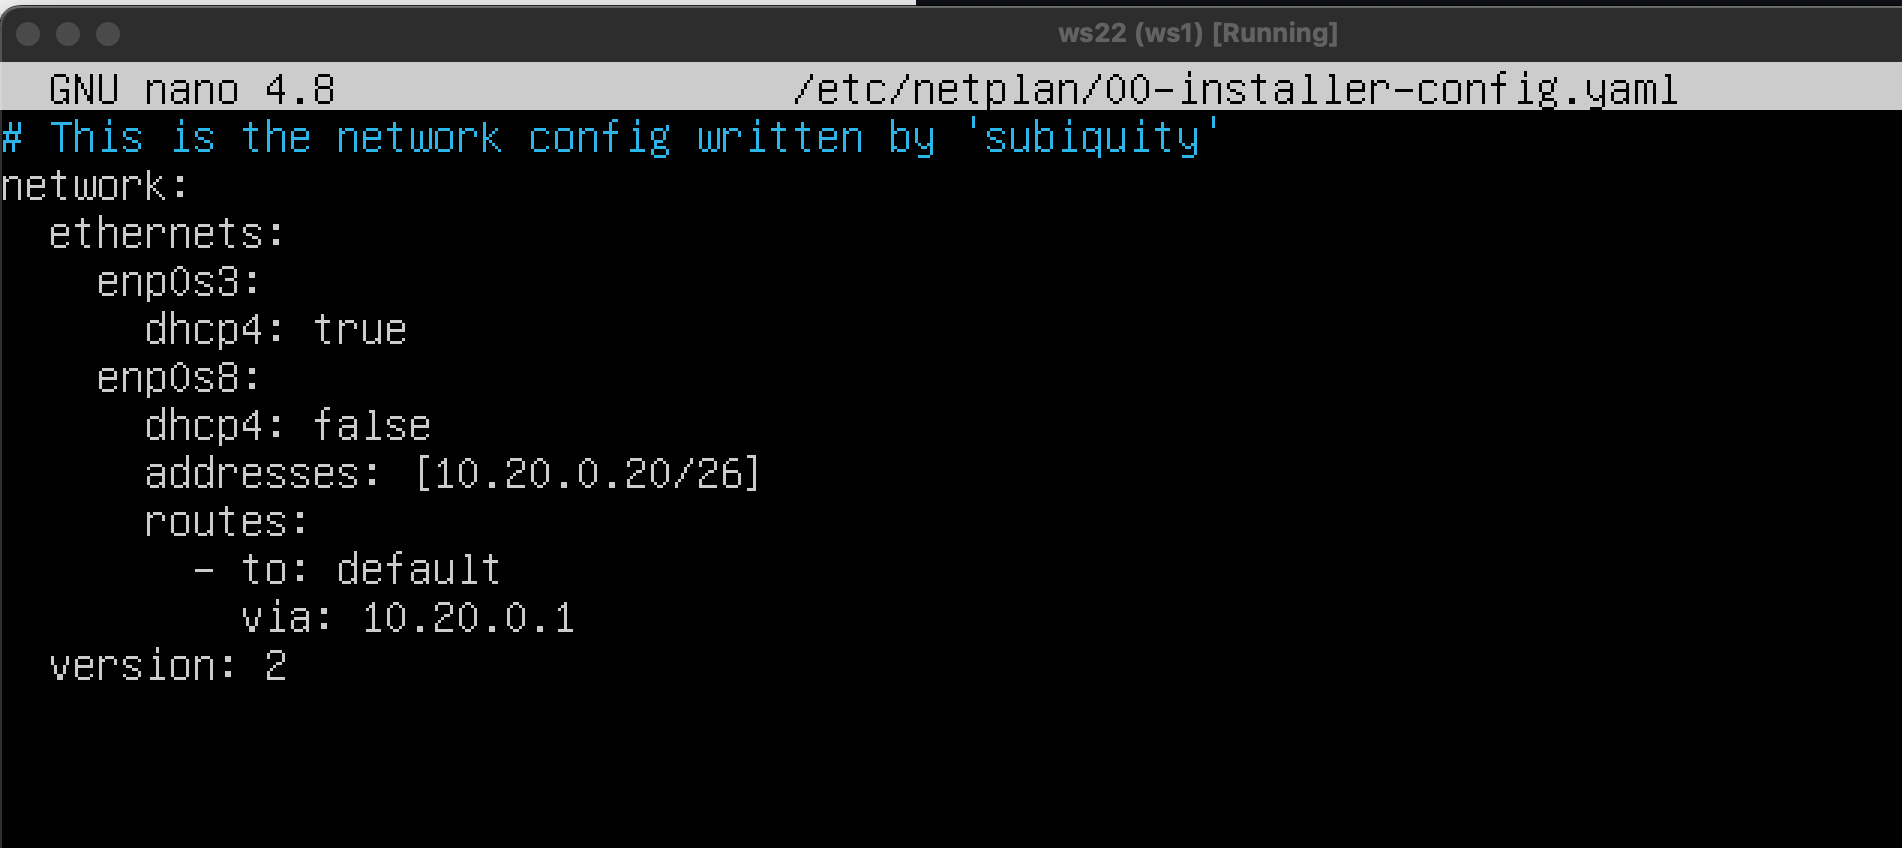 ws22 (ws1) [Running]
GNU nano 4.8 /etc/netplan/00-installer-config.yaml
# This is the network config written by 'subiquity'
network:
  ethernets:
    enp0s3:
      dhcp4: true
    enp0s8:
      dhcp4: false
      addresses: [10.20.0.20/26]
      routes:
        - to: default
          via: 10.20.0.1
  version: 2